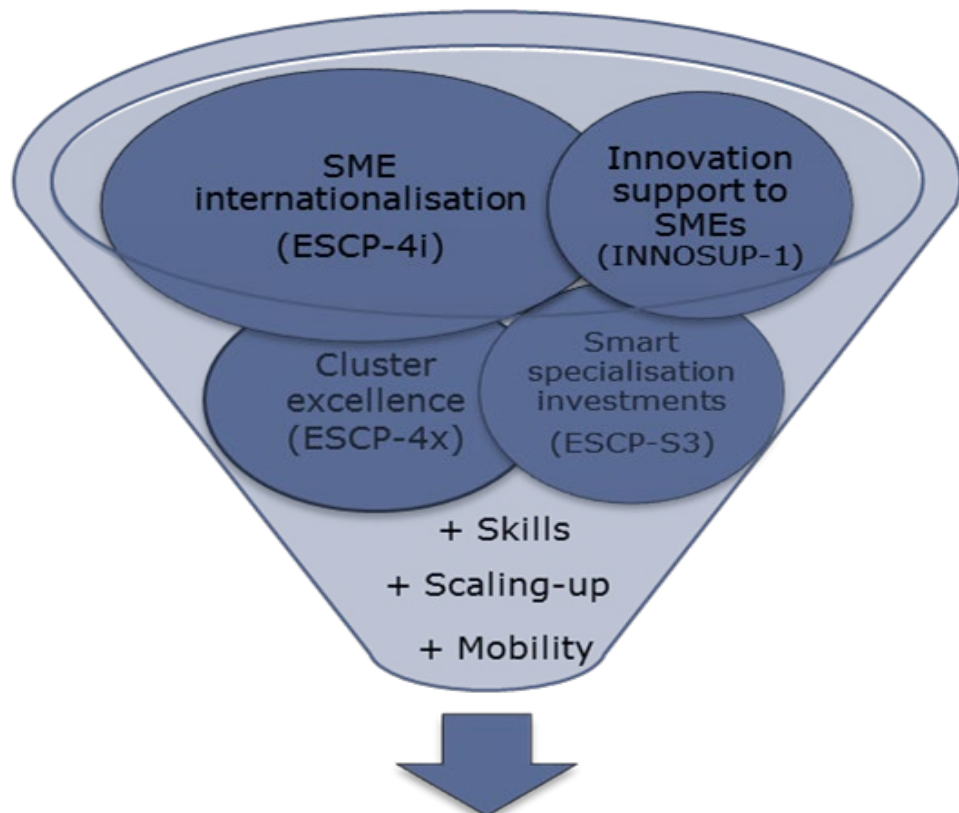 SME
internationalisation
(ESCP-4i)
Innovation
support to
SMEs
(INNOSUP-1)
Cluster
excellence
(ESCP-4x)
Smart
specialisation
investments
(ESCP-S3)
+ Skills
+ Scaling-up
+ Mobility